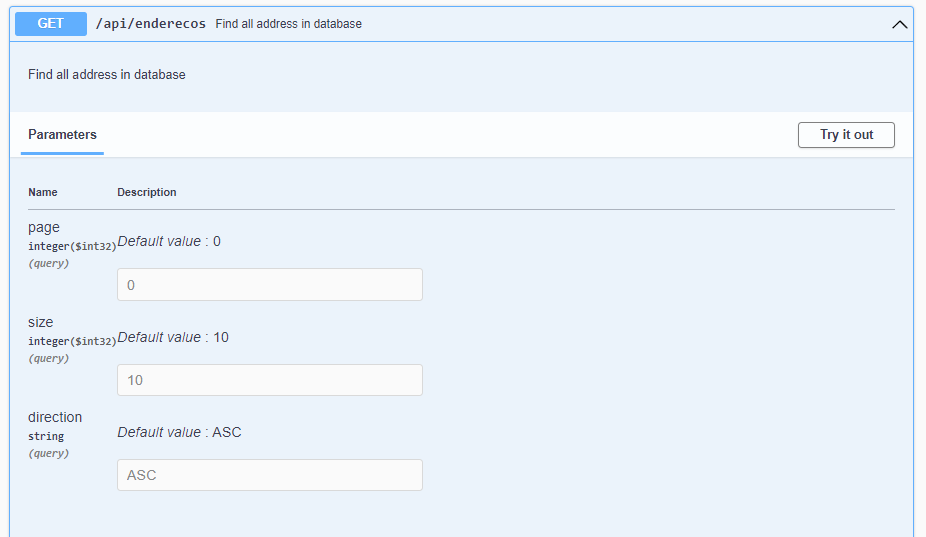 GET /api/enderecos Find all address in database
Find all address in database
Parameters
Try it out
Name Description
page
integer($int32)
(query)
Default value : 0
0
size
integer($int32)
(query)
Default value : 10
10
direction
string
(query)
Default value : ASC
ASC